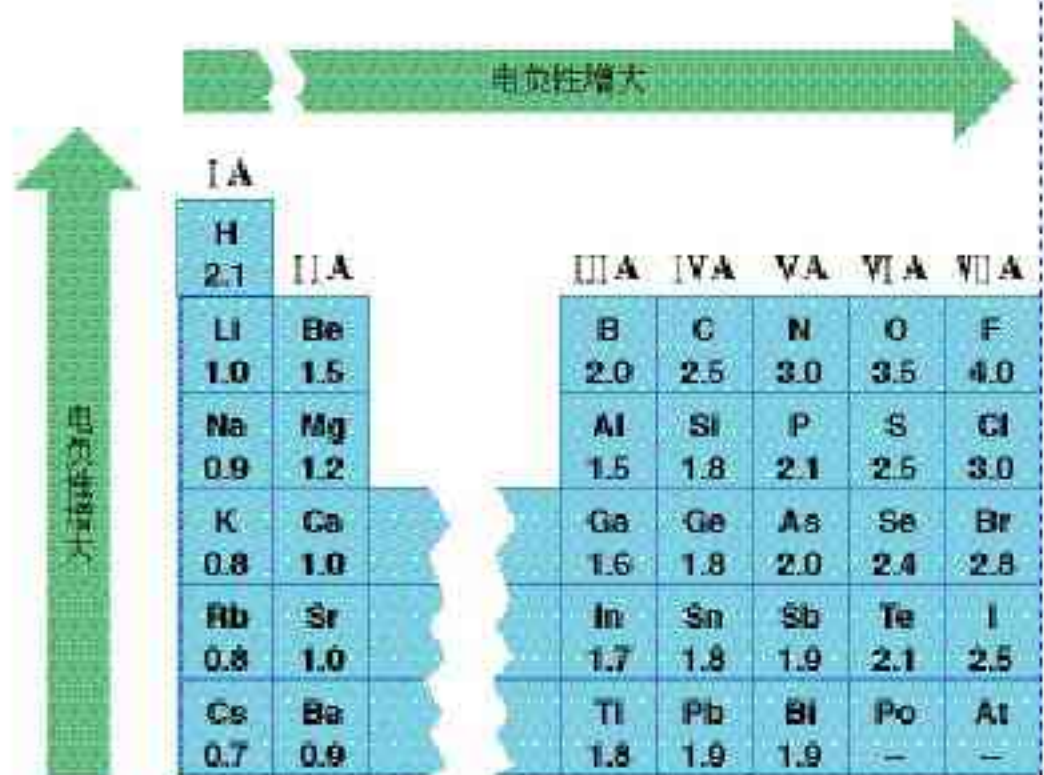 电负性增大
ⅠA
H
2.1
ⅡA ⅢA ⅣA ⅤA ⅥA ⅦA
Li Be B C N O F
1.0 1.5 2.0 2.5 3.0 3.5 4.0
Na Mg Al Si P S Cl
0.9 1.2 1.5 1.8 2.1 2.5 3.0
K Ca Ga Ge As Se Br
0.8 1.0 1.6 1.8 2.0 2.4 2.8
Rb Sr In Sn Sb Te I
0.8 1.0 1.7 1.8 1.9 2.1 2.5
Cs Ba Tl Pb Bi Po At
0.7 0.9 1.8 1.9 1.9 – –
电负性增大